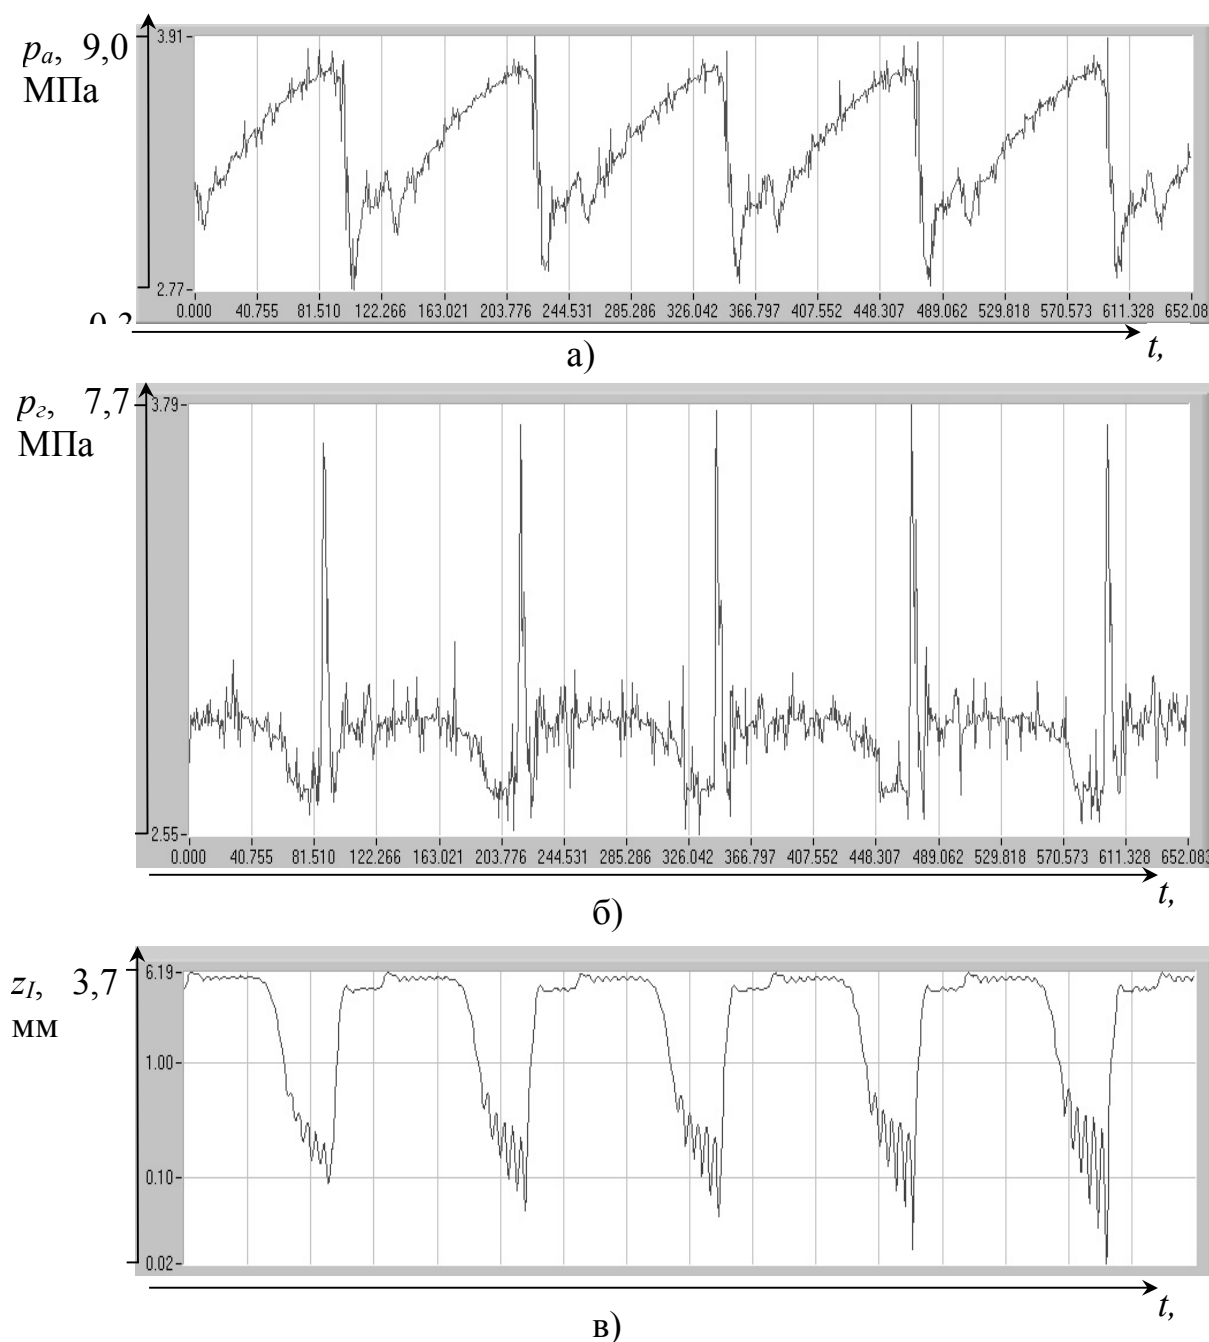 pₐ, 9,0
МПа
3.91
2.77
0.000 40.755 81.510 122.266 163.021 203.776 244.531 285.286 326.042 366.797 407.552 448.307 489.062 529.818 570.573 611.328 652.08
t,
а)
pг, 7,7
МПа
3.79
2.55
0.000 40.755 81.510 122.266 163.021 203.776 244.531 285.286 326.042 366.797 407.552 448.307 489.062 529.818 570.573 611.328 652.083
t,
б)
zI, 3,7
мм
6.19
1.00
0.10
0.02
t,
в)